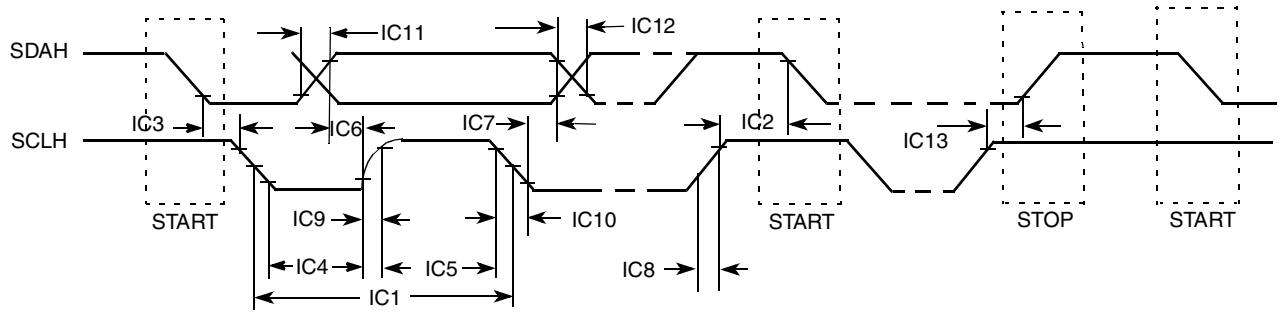 IC11
IC12
SDAH
IC3
IC6
IC7
IC2
IC13
SCLH
START
IC9
IC10
START
STOP
START
IC4
IC5
IC8
IC1